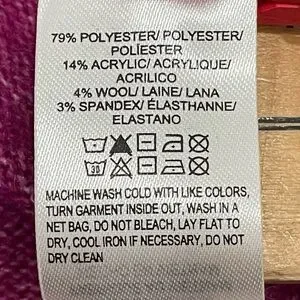 79% POLYESTER/ POLYESTER/
POLIÉSTER
14% ACRYLIC/ ACRYLIQUE/
ACRILICO
4% WOOL/ LAINE/ LANA
3% SPANDEX/ ÉLASTHANNE/
ELASTANO
30
MACHINE WASH COLD WITH LIKE COLORS,
TURN GARMENT INSIDE OUT, WASH IN A
NET BAG, DO NOT BLEACH, LAY FLAT TO
DRY, COOL IRON IF NECESSARY, DO NOT
DRY CLEAN